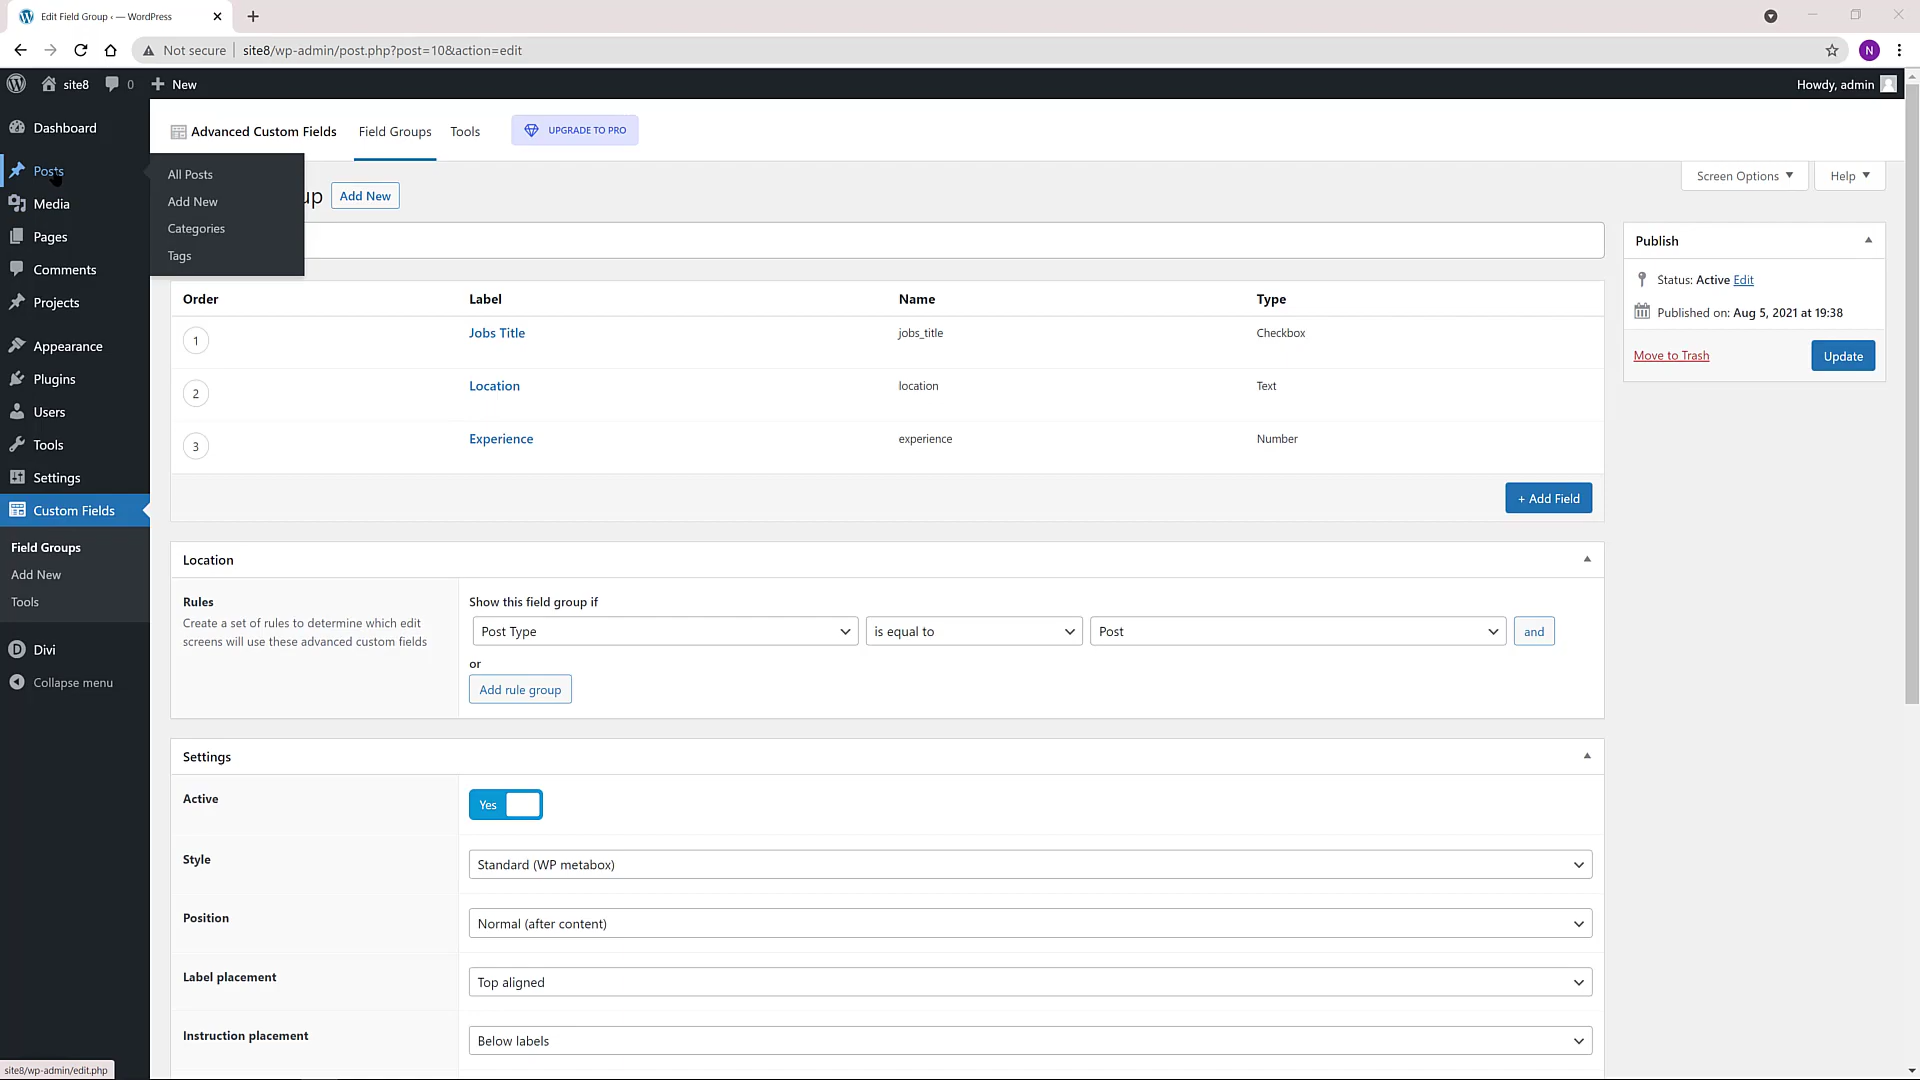 Edit Field Group ‹ — WordPress
Not secure site8/wp-admin/post.php?post=10&action=edit N
site8 0 New Howdy, admin
Dashboard
Posts
Media
Pages
Comments
Projects
Appearance
Plugins
Users
Tools
Settings
Custom Fields
Field Groups
Add New
Tools
Divi
Collapse menu
All Posts
Add New
Categories
Tags
Advanced Custom Fields Field Groups Tools UPGRADE TO PRO
Screen Options Help
up Add New
Order Label Name Type
1 Jobs Title jobs_title Checkbox
2 Location location Text
3 Experience experience Number
+ Add Field
Publish
Status: Active Edit
Published on: Aug 5, 2021 at 19:38
Move to Trash Update
Location
Rules
Create a set of rules to determine which edit
screens will use these advanced custom fields
Show this field group if
Post Type is equal to Post and
or
Add rule group
Settings
Active Yes
Style Standard (WP metabox)
Position Normal (after content)
Label placement Top aligned
Instruction placement Below labels
site8/wp-admin/edit.php